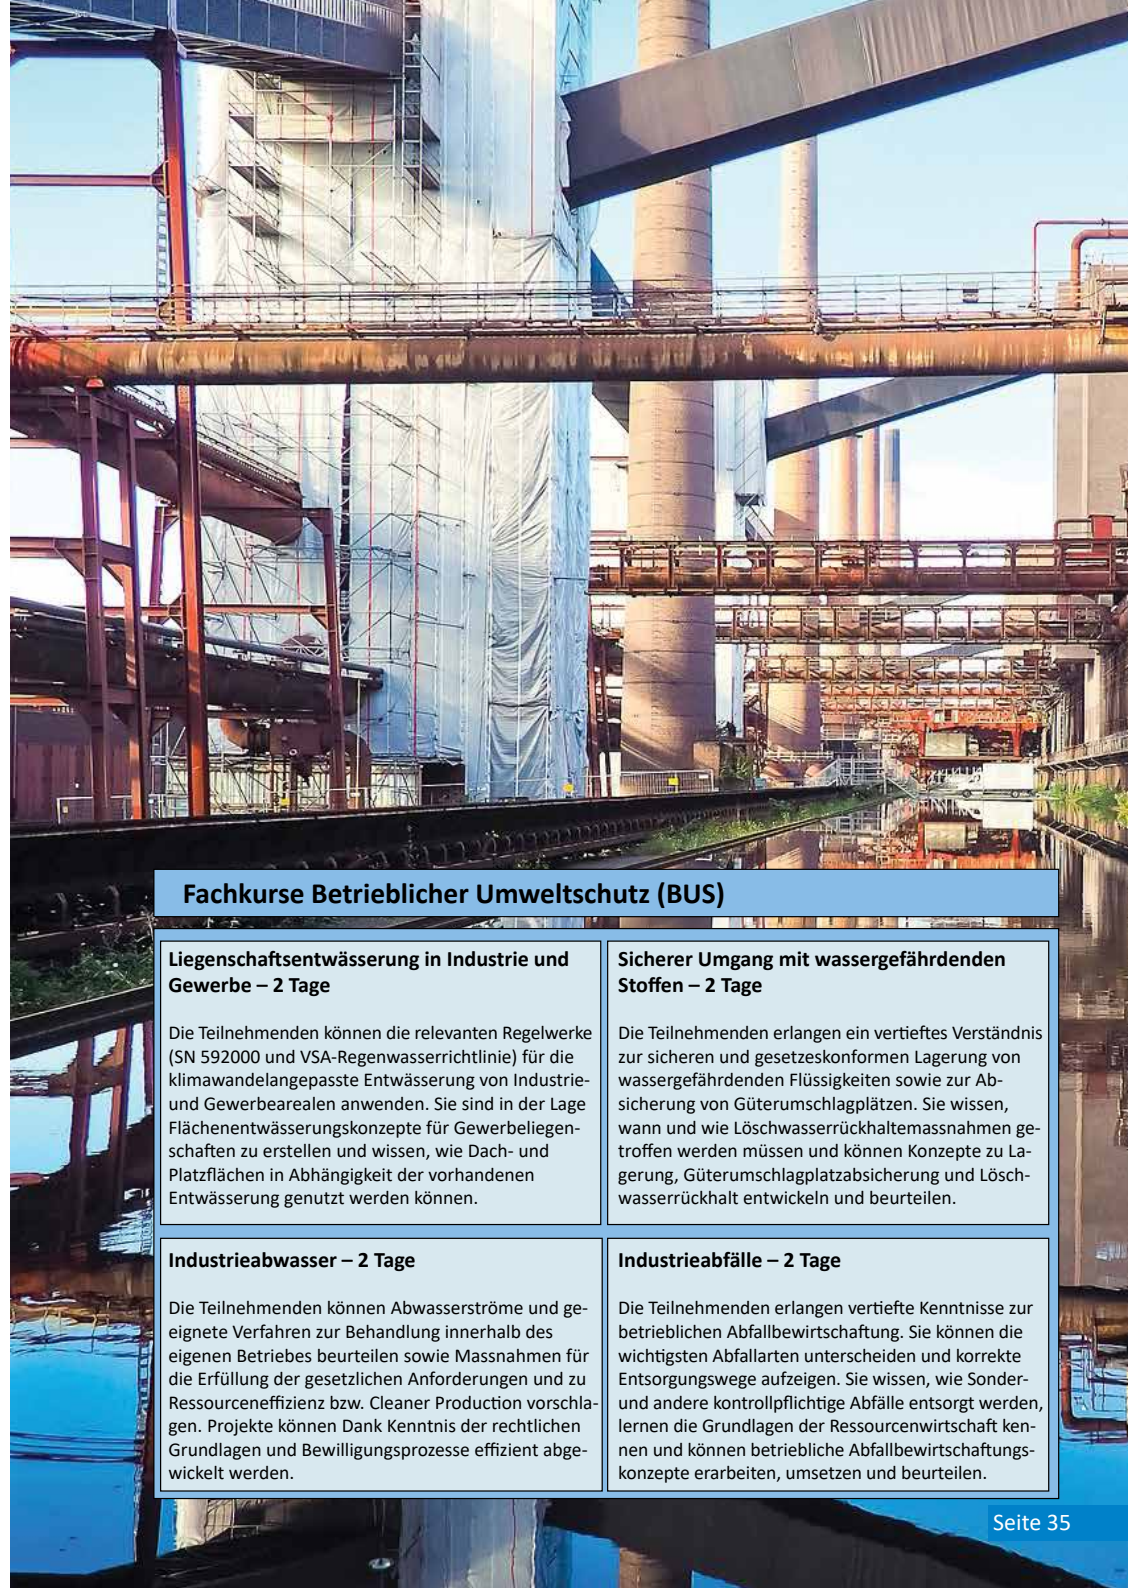 Fachkurse Betrieblicher Umweltschutz (BUS)
Liegenschaftsentwässerung in Industrie und
Gewerbe – 2 Tage
Die Teilnehmenden können die relevanten Regelwerke
(SN 592000 und VSA-Regenwasserrichtlinie) für die
klimawandelangepasste Entwässerung von Industrie-
und Gewerbearealen anwenden. Sie sind in der Lage
Flächenentwässerungskonzepte für Gewerbeliegen-
schaften zu erstellen und wissen, wie Dach- und
Platzflächen in Abhängigkeit der vorhandenen
Entwässerung genutzt werden können.
Sicherer Umgang mit wassergefährdenden
Stoffen – 2 Tage
Die Teilnehmenden erlangen ein vertieftes Verständnis
zur sicheren und gesetzeskonformen Lagerung von
wassergefährdenden Flüssigkeiten sowie zur Ab-
sicherung von Güterumschlagplätzen. Sie wissen,
wann und wie Löschwasserrückhaltemassnahmen ge-
troffen werden müssen und können Konzepte zu La-
gerung, Güterumschlagplatzabsicherung und Lösch-
wasserrückhalt entwickeln und beurteilen.
Industrieabwasser – 2 Tage
Die Teilnehmenden können Abwasserströme und ge-
eignete Verfahren zur Behandlung innerhalb des
eigenen Betriebes beurteilen sowie Massnahmen für
die Erfüllung der gesetzlichen Anforderungen und zu
Ressourceneffizienz bzw. Cleaner Production vorschla-
gen. Projekte können Dank Kenntnis der rechtlichen
Grundlagen und Bewilligungsprozesse effizient abge-
wickelt werden.
Industrieabfälle – 2 Tage
Die Teilnehmenden erlangen vertiefte Kenntnisse zur
betrieblichen Abfallbewirtschaftung. Sie können die
wichtigsten Abfallarten unterscheiden und korrekte
Entsorgungswege aufzeigen. Sie wissen, wie Sonder-
und andere kontrollpflichtige Abfälle entsorgt werden,
lernen die Grundlagen der Ressourcenwirtschaft ken-
nen und können betriebliche Abfallbewirtschaftungs-
konzepte erarbeiten, umsetzen und beurteilen.
Seite 35